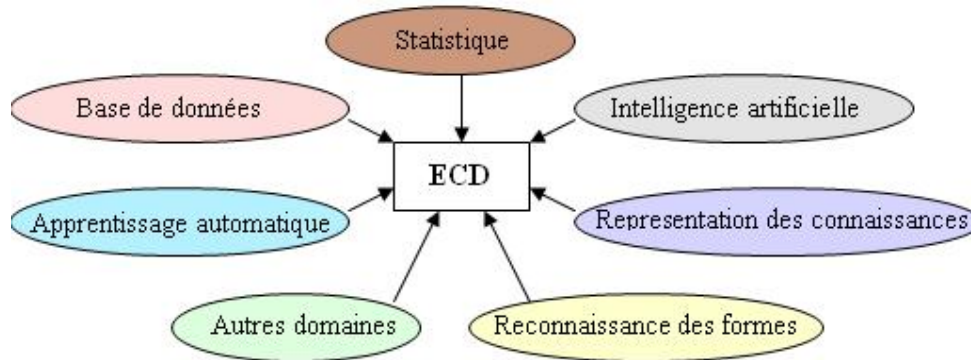 Statistique
Base de données
Intelligence artificielle
ECD
Apprentissage automatique
Representation des connaissances
Autres domaines
Reconnaissance des formes